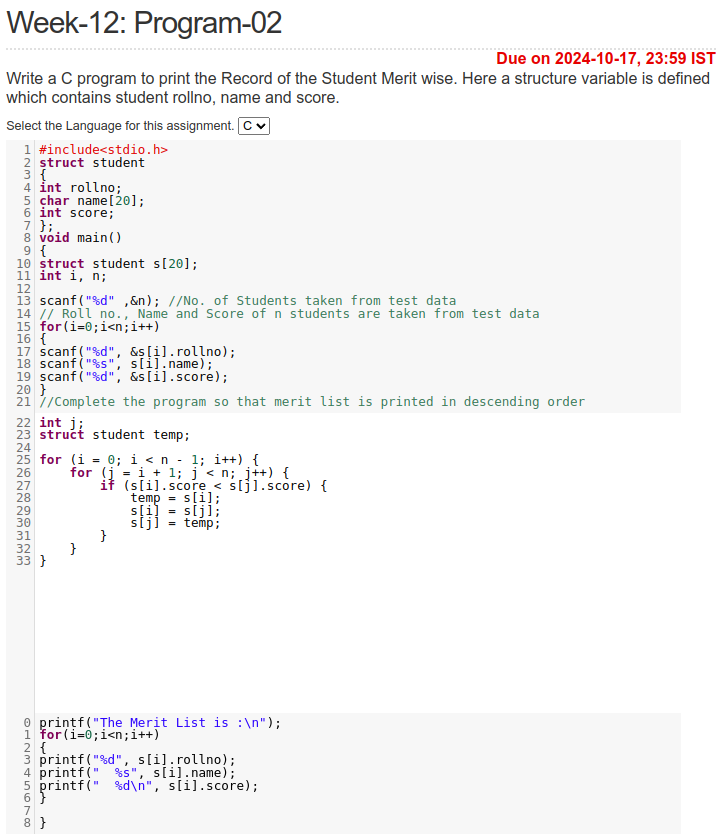 Week-12: Program-02
Due on 2024-10-17, 23:59 IST
Write a C program to print the Record of the Student Merit wise. Here a structure variable is defined
which contains student rollno, name and score.
Select the Language for this assignment. C
1 #include<stdio.h>
2 struct student
3 {
4 int rollno;
5 char name[20];
6 int score;
7 };
8 void main()
9 {
10 struct student s[20];
11 int i, n;
12
13 scanf("%d" ,&n); //No. of Students taken from test data
14 // Roll no., Name and Score of n students are taken from test data
15 for(i=0;i<n;i++)
16 {
17 scanf("%d", &s[i].rollno);
18 scanf("%s", s[i].name);
19 scanf("%d", &s[i].score);
20 }
21 //Complete the program so that merit list is printed in descending order
22 int j;
23 struct student temp;
24
25 for (i = 0; i < n - 1; i++) {
26     for (j = i + 1; j < n; j++) {
27         if (s[i].score < s[j].score) {
28             temp = s[i];
29             s[i] = s[j];
30             s[j] = temp;
31         }
32     }
33 }
0 printf("The Merit List is :\n");
1 for(i=0;i<n;i++)
2 {
3 printf("%d", s[i].rollno);
4 printf("  %s", s[i].name);
5 printf("  %d\n", s[i].score);
6 }
7
8 }